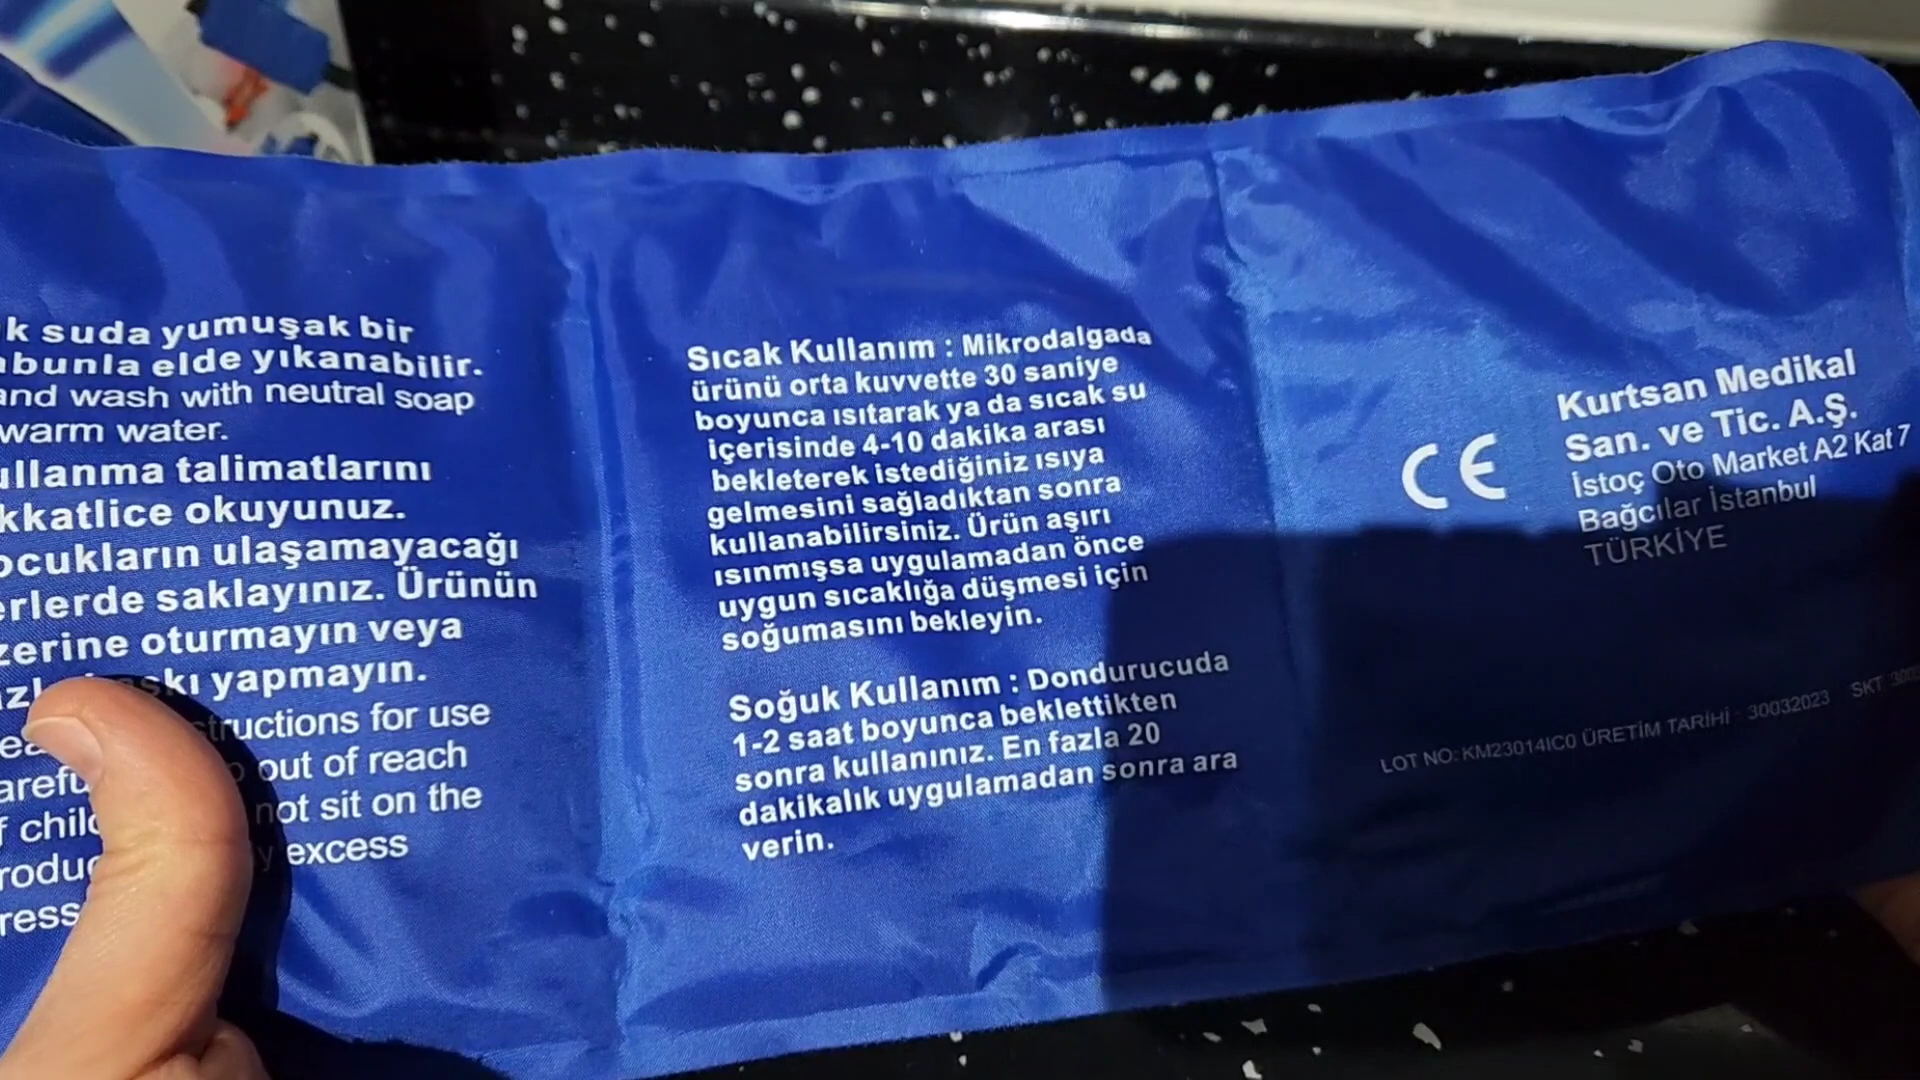 k suda yumuşak bir
abunla elde yıkanabilir.
and wash with neutral soap
warm water.
ullanma talimatlarını
kkatlice okuyunuz.
ocukların ulaşamayacağı
erlerde saklayınız. Ürünün
zerine oturmayın veya
yapmayın.
structions for use
out of reach
not sit on the
excess
Sıcak Kullanım : Mikrodalgada
ürünü orta kuvvette 30 saniye
boyunca ısıtarak ya da sıcak su
içerisinde 4-10 dakika arası
bekleterek istediğiniz ısıya
gelmesini sağladıktan sonra
kullanabilirsiniz. Ürün aşırı
ısınmışsa uygulamadan önce
uygun sıcaklığa düşmesi için
soğumasını bekleyin.
Soğuk Kullanım : Dondurucuda
1-2 saat boyunca beklettikten
sonra kullanınız. En fazla 20
dakikalık uygulamadan sonra ara
verin.
CE
Kurtsan Medikal
San. ve Tic. A.Ş.
İstoç Oto Market A2 Kat 7
Bağcılar İstanbul
TÜRKİYE
LOT NO: KM23014IC0 ÜRETİM TARİHİ : 30032023 SKT